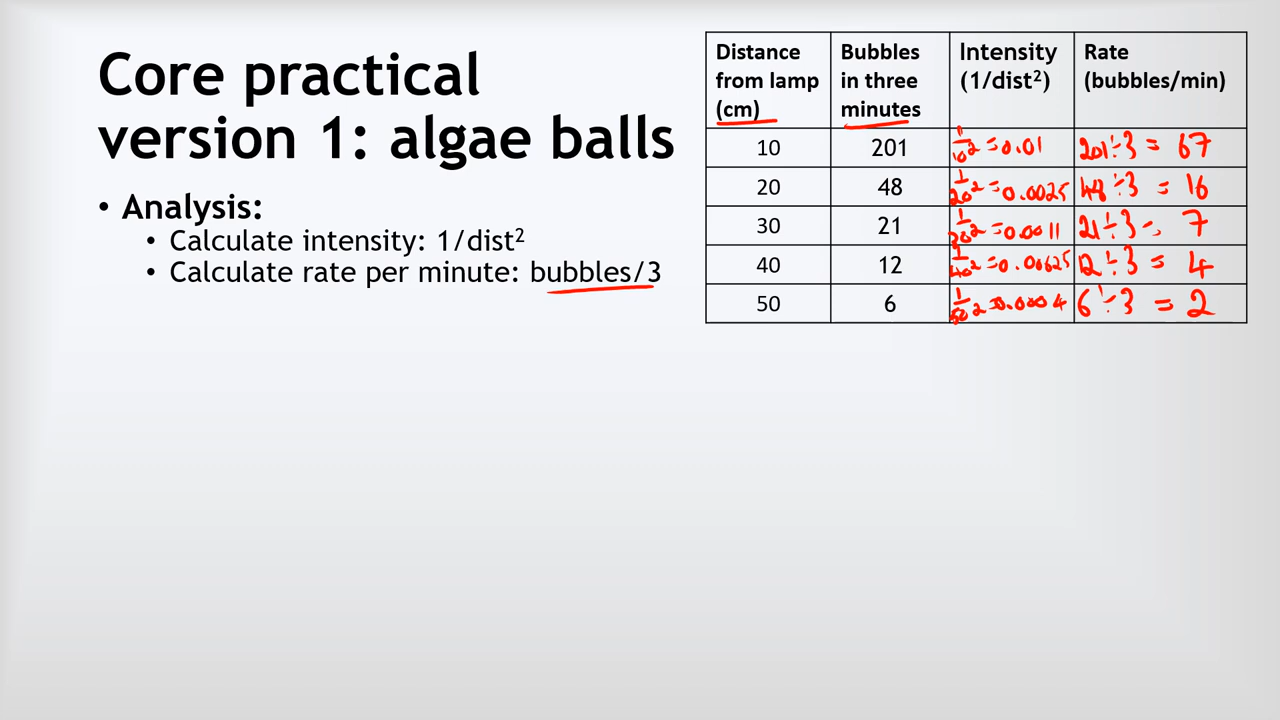 Core practical
version 1: algae balls
• Analysis:
• Calculate intensity: 1/dist²
• Calculate rate per minute: bubbles/3
Distance from lamp (cm) Bubbles in three minutes Intensity (1/dist²) Rate (bubbles/min)
10 201 1/10² = 0.01 201÷3 = 67
20 48 1/20² = 0.0025 48÷3 = 16
30 21 1/30² = 0.0011 21÷3 = 7
40 12 1/40² = 0.00625 12÷3 = 4
50 6 1/50² = 0.0004 6÷3 = 2